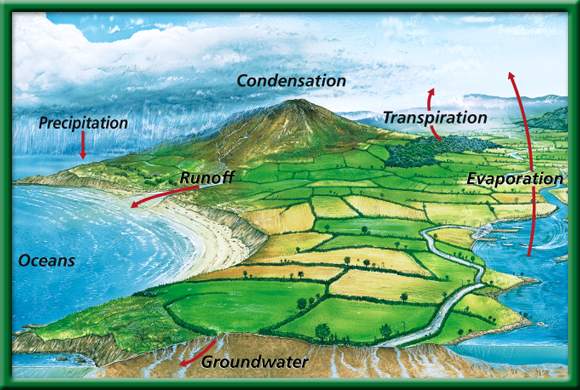 Condensation
Precipitation
Transpiration
Runoff
Evaporation
Oceans
Groundwater